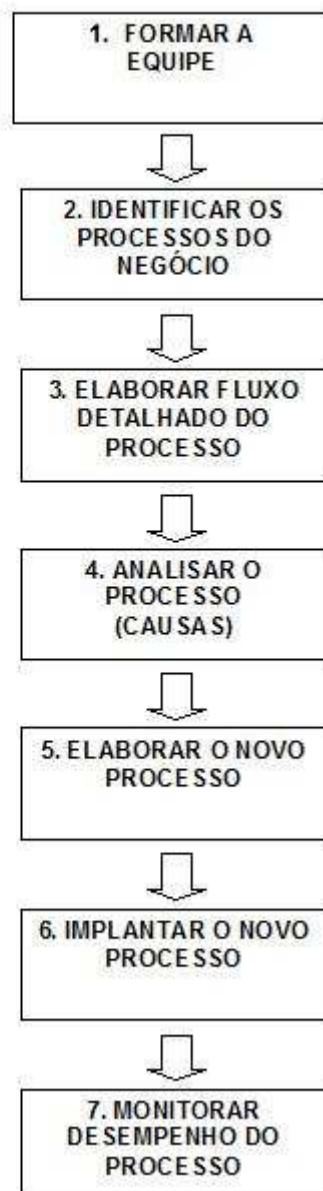 1. FORMAR A
EQUIPE
2. IDENTIFICAR OS
PROCESSOS DO
NEGÓCIO
3. ELABORAR FLUXO
DETALHADO DO
PROCESSO
4. ANALISAR O
PROCESSO
(CAUSAS)
5. ELABORAR O NOVO
PROCESSO
6. IMPLANTAR O NOVO
PROCESSO
7. MONITORAR
DESEMPENHO DO
PROCESSO